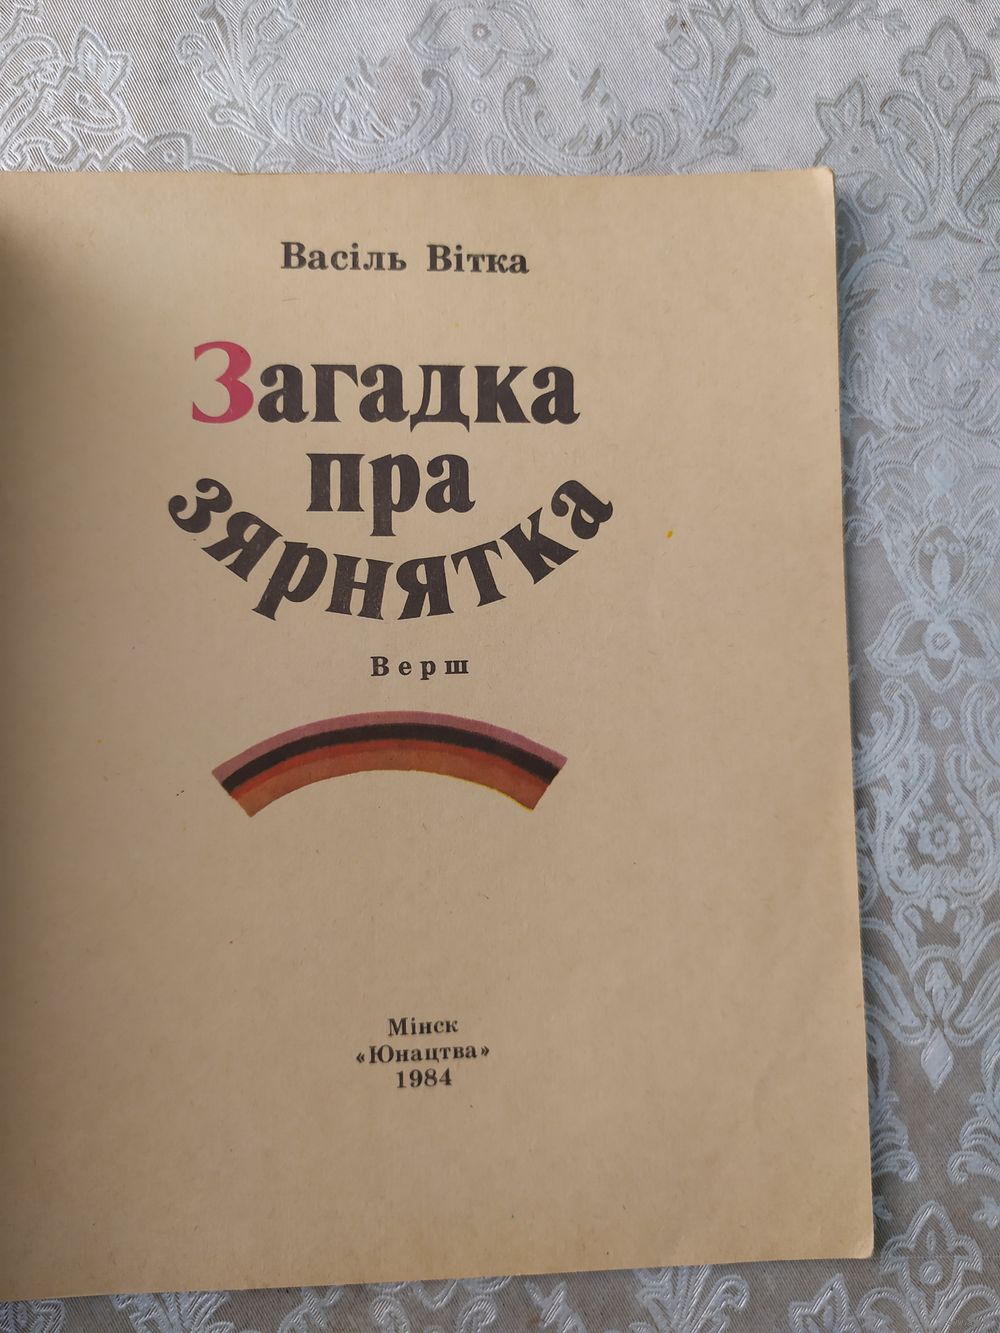 Васіль Вітка
Загадка
пра
зярнятка
Верш
Мінск
«Юнацтва»
1984